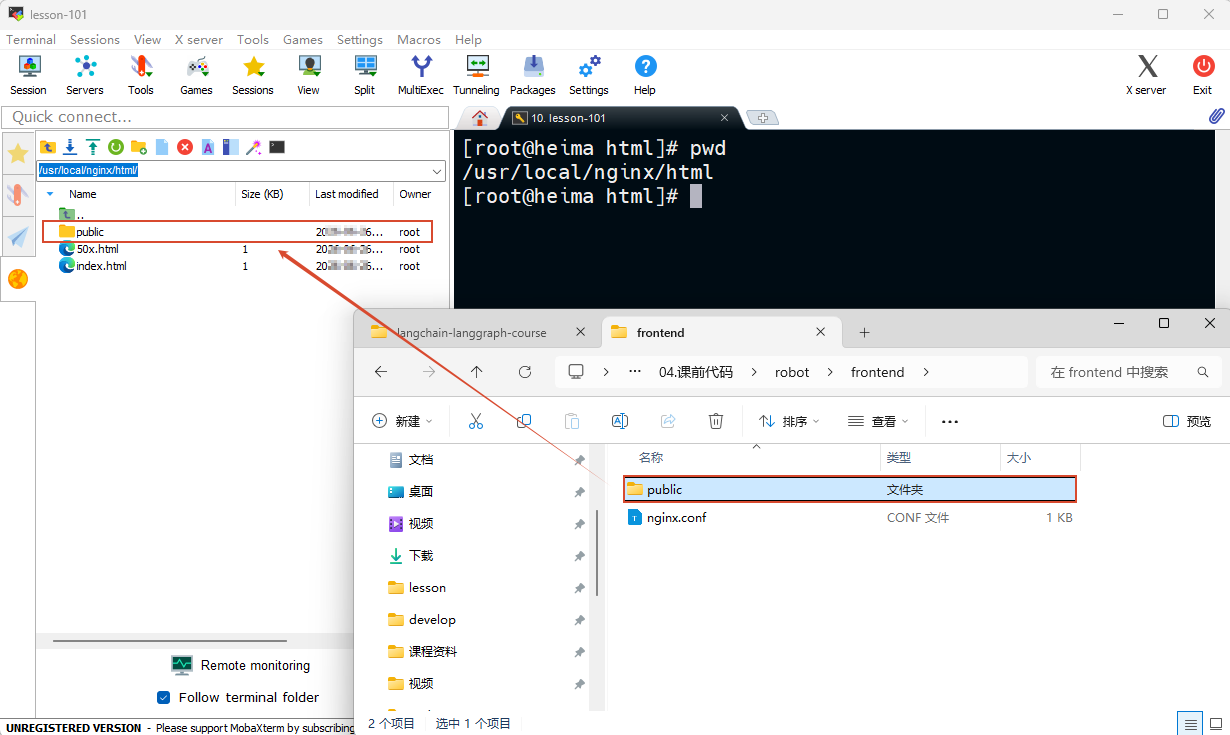 lesson-101
Terminal Sessions View X server Tools Games Settings Macros Help
Session Servers Tools Games Sessions View Split MultiExec Tunneling Packages Settings Help X server Exit
Quick connect...
10. lesson-101
/usr/local/nginx/html/
Name Size (KB) Last modified Owner
..
public root
50x.html 1 root
index.html 1 root
[root@heima html]# pwd
/usr/local/nginx/html
[root@heima html]#
Remote monitoring
Follow terminal folder
UNREGISTERED VERSION - Please support MobaXterm by subscribing
langchain-langgraph-course
frontend
04.课前代码 robot frontend
在 frontend 中搜索
新建 排序 查看 预览
文档
桌面
视频
下载
lesson
develop
课程资料
视频
名称 类型 大小
public 文件夹
nginx.conf CONF 文件 1 KB
2 个项目 选中 1 个项目